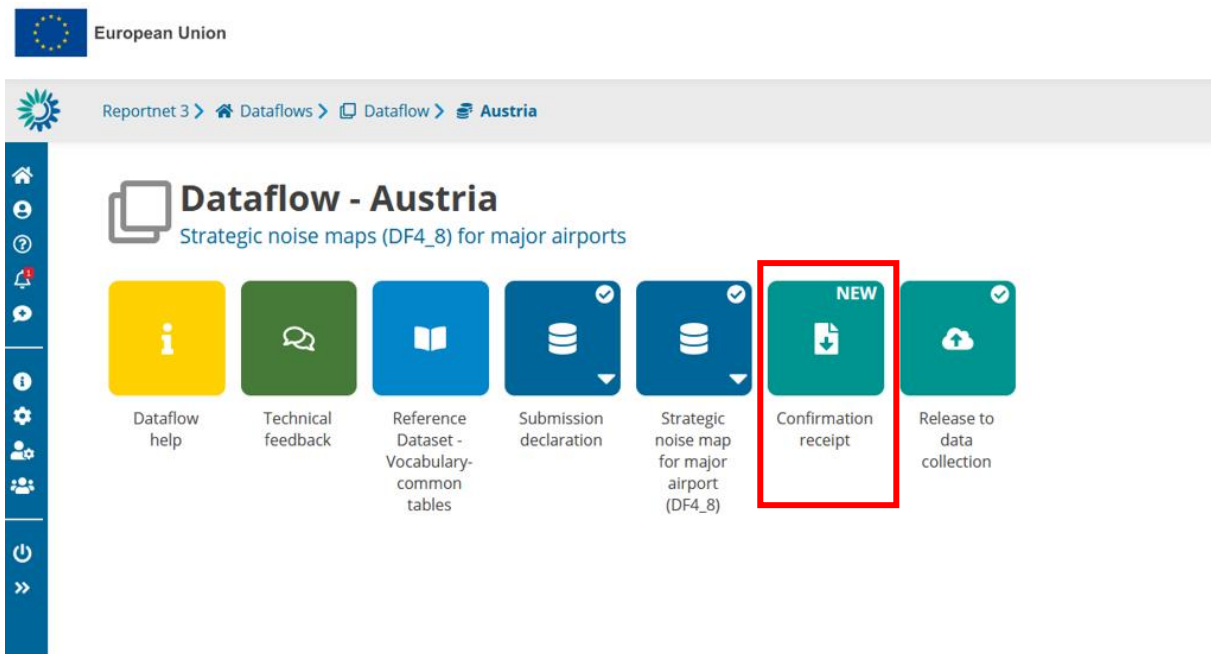 European Union
Reportnet 3 Dataflows Dataflow Austria
Dataflow - Austria
Strategic noise maps (DF4_8) for major airports
NEW
1
Dataflow
help
Technical
feedback
Reference
Dataset -
Vocabulary-
common
tables
Submission
declaration
Strategic
noise map
for major
airport
(DF4_8)
Confirmation
receipt
Release to
data
collection